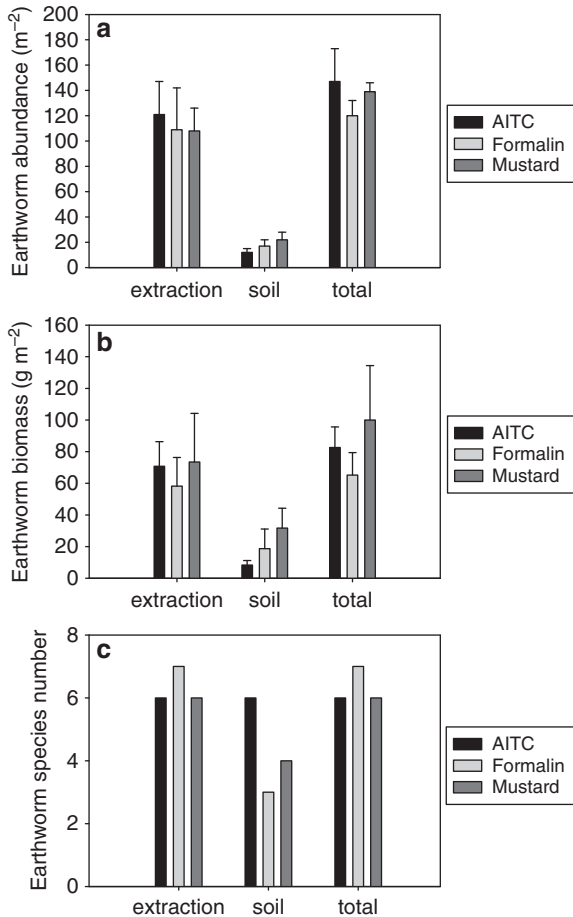 a
Earthworm abundance (m⁻²)
200
180
160
140
120
100
80
60
40
20
0
extraction soil total
AITC
Formalin
Mustard
b
Earthworm biomass (g m⁻²)
160
140
120
100
80
60
40
20
0
extraction soil total
AITC
Formalin
Mustard
c
Earthworm species number
8
6
4
2
0
extraction soil total
AITC
Formalin
Mustard